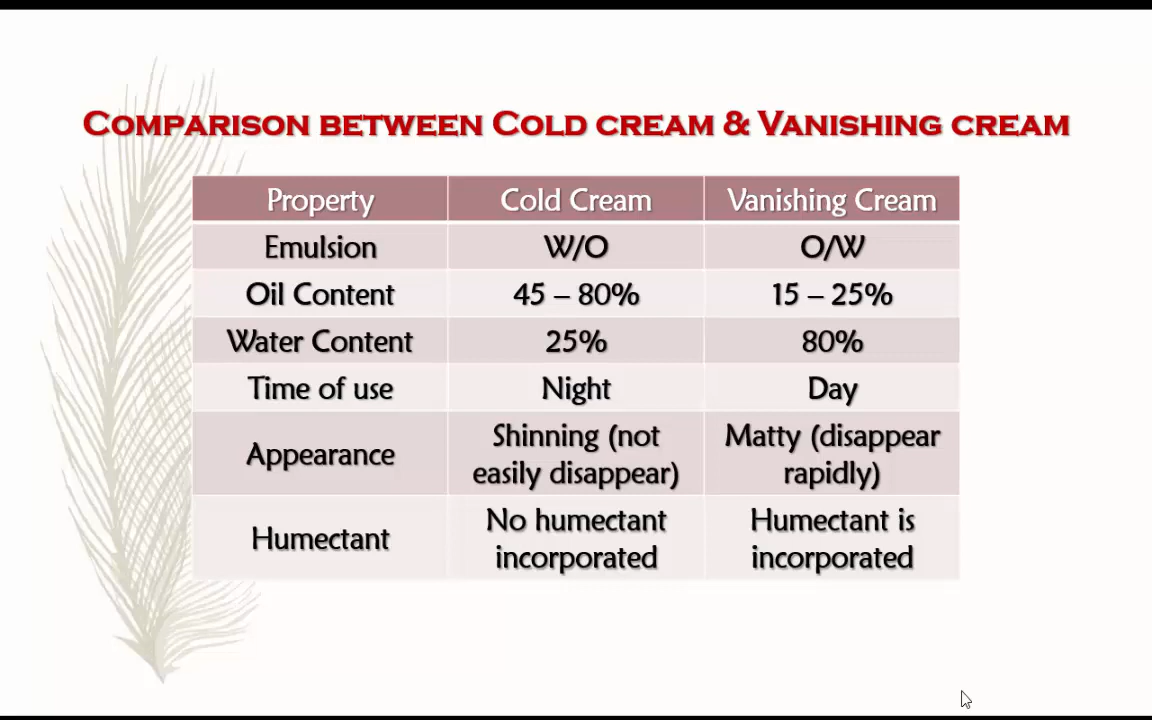 Comparison between Cold cream & Vanishing cream
Property Cold Cream Vanishing Cream
Emulsion W/O O/W
Oil Content 45 – 80% 15 – 25%
Water Content 25% 80%
Time of use Night Day
Appearance Shinning (not easily disappear) Matty (disappear rapidly)
Humectant No humectant incorporated Humectant is incorporated